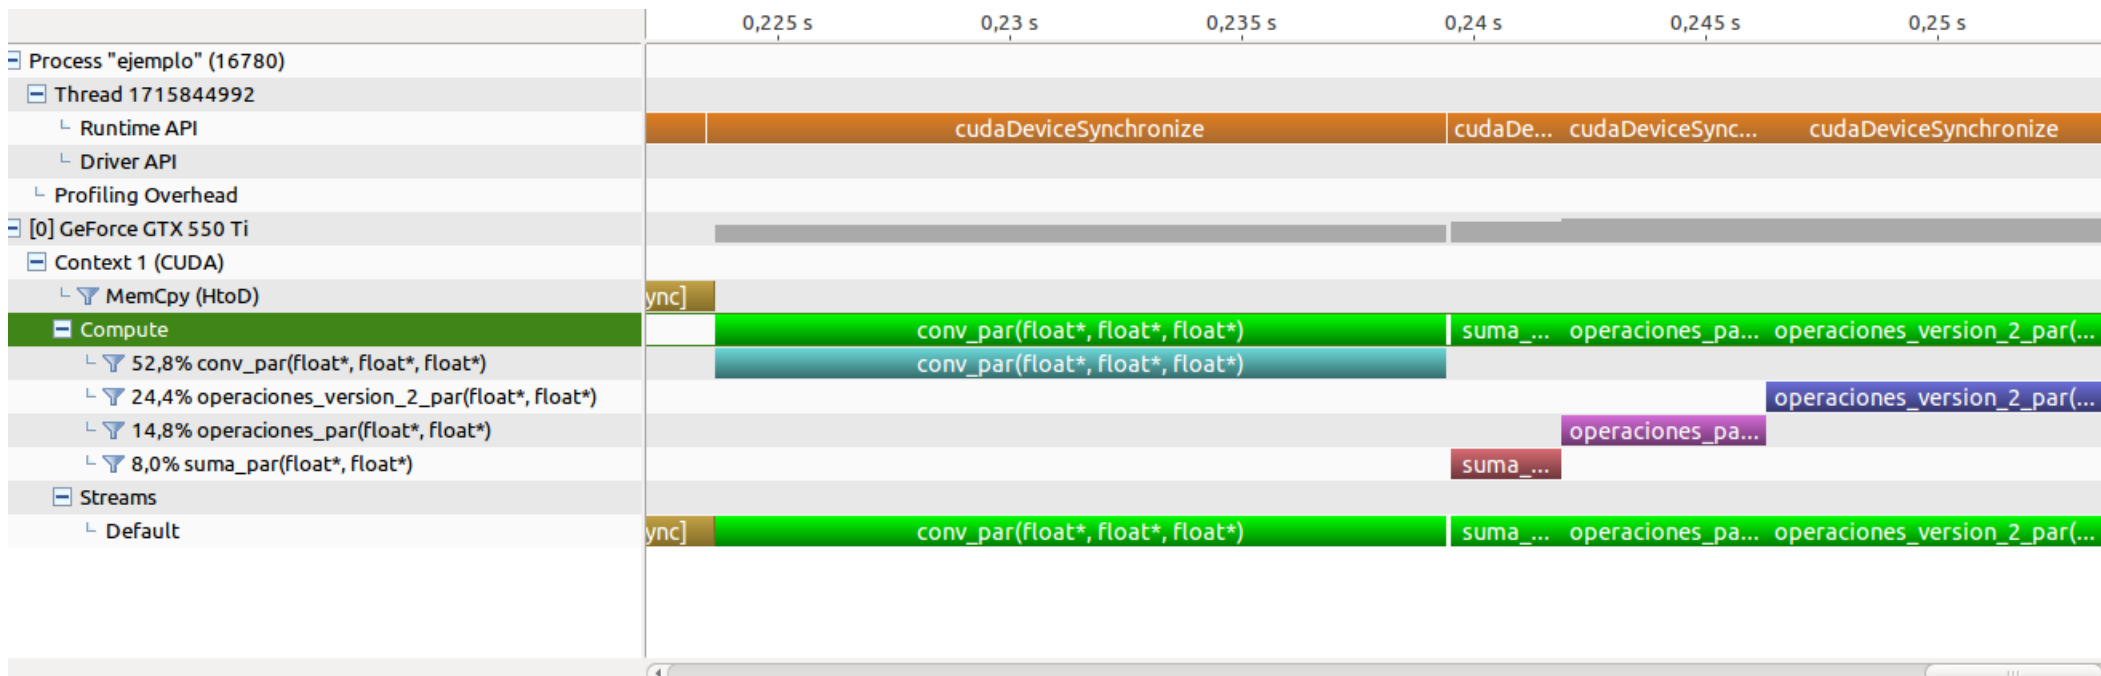 0,225 s 0,23 s 0,235 s 0,24 s 0,245 s 0,25 s
Process "ejemplo" (16780)
Thread 1715844992
Runtime API cudaDeviceSynchronize cudaDe... cudaDeviceSync... cudaDeviceSynchronize
Driver API
Profiling Overhead
[0] GeForce GTX 550 Ti
Context 1 (CUDA)
MemCpy (HtoD) ync]
Compute conv_par(float*, float*, float*) suma_... operaciones_pa... operaciones_version_2_par(...
52,8% conv_par(float*, float*, float*) conv_par(float*, float*, float*)
24,4% operaciones_version_2_par(float*, float*) operaciones_version_2_par(...
14,8% operaciones_par(float*, float*) operaciones_pa...
8,0% suma_par(float*, float*) suma_...
Streams
Default ync] conv_par(float*, float*, float*) suma_... operaciones_pa... operaciones_version_2_par(...